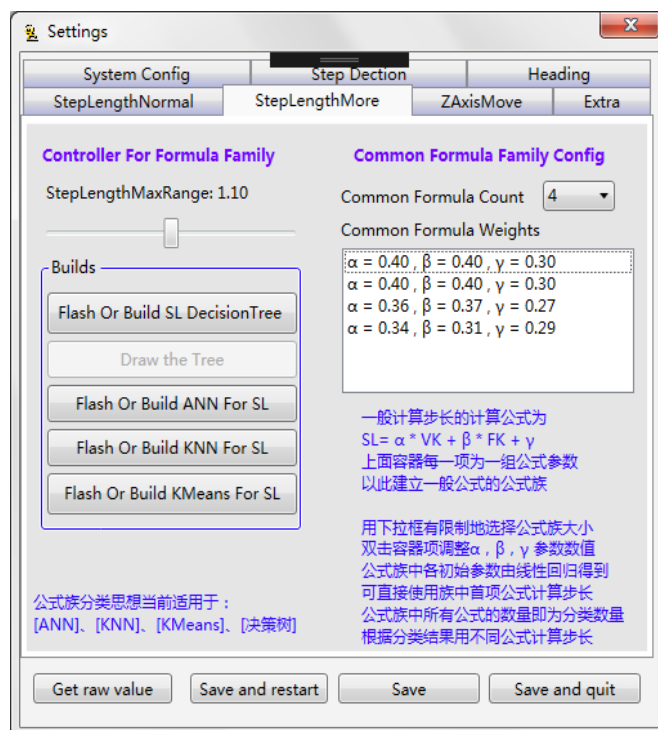 Settings
System Config
Step Dection
Heading
StepLengthNormal
StepLengthMore
ZAxisMove
Extra
Controller For Formula Family
StepLengthMaxRange: 1.10
Builds
Flash Or Build SL DecisionTree
Draw the Tree
Flash Or Build ANN For SL
Flash Or Build KNN For SL
Flash Or Build KMeans For SL
公式族分类思想当前适用于：
[ANN]、[KNN]、[KMeans]、[决策树]
Common Formula Family Config
Common Formula Count 4
Common Formula Weights
α = 0.40 , β = 0.40 , γ = 0.30
α = 0.40 , β = 0.40 , γ = 0.30
α = 0.36 , β = 0.37 , γ = 0.27
α = 0.34 , β = 0.31 , γ = 0.29
一般计算步长的计算公式为
SL= α * VK + β * FK + γ
上面容器每一项为一组公式参数
以此建立一般公式的公式族
用下拉框有限制地选择公式族大小
双击容器项调整α，β，γ 参数数值
公式族中各初始参数由线性回归得到
可直接使用族中首项公式计算步长
公式族中所有公式的数量即为分类数量
根据分类结果用不同公式计算步长
Get raw value
Save and restart
Save
Save and quit